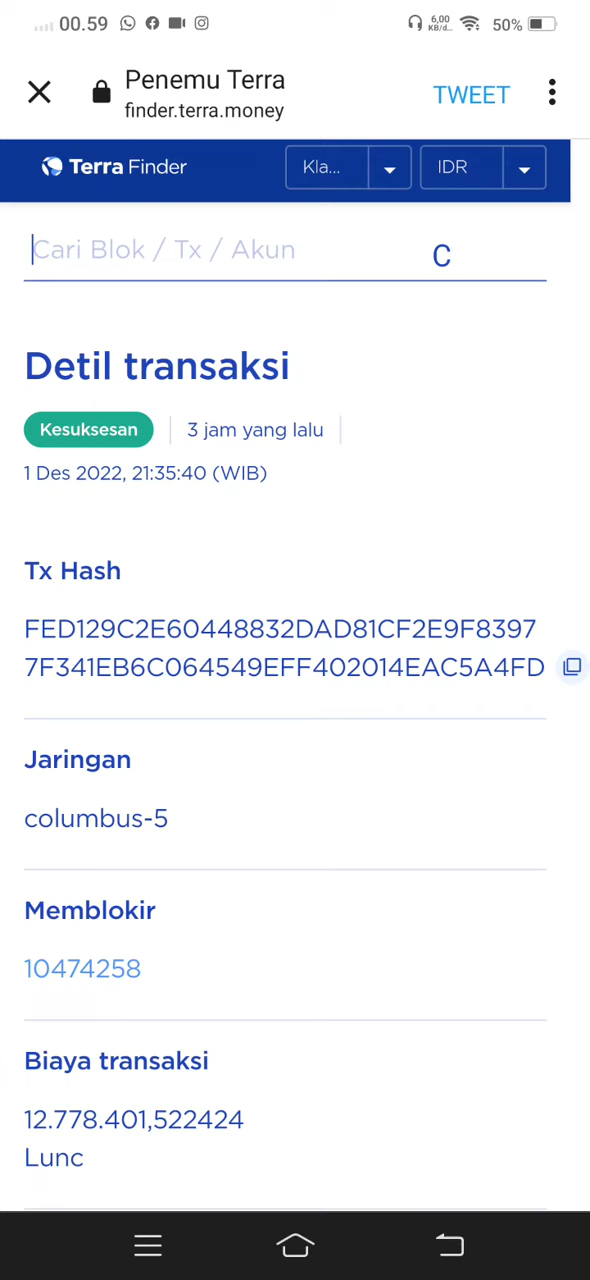 00.59
6,00
KB/d...
50%
Penemu Terra
finder.terra.money
TWEET
Terra Finder
Kla...
IDR
Cari Blok / Tx / Akun
C
Detil transaksi
Kesuksesan
3 jam yang lalu
1 Des 2022, 21:35:40 (WIB)
Tx Hash
FED129C2E60448832DAD81CF2E9F8397
7F341EB6C064549EFF402014EAC5A4FD
Jaringan
columbus-5
Memblokir
10474258
Biaya transaksi
12.778.401,522424
Lunc